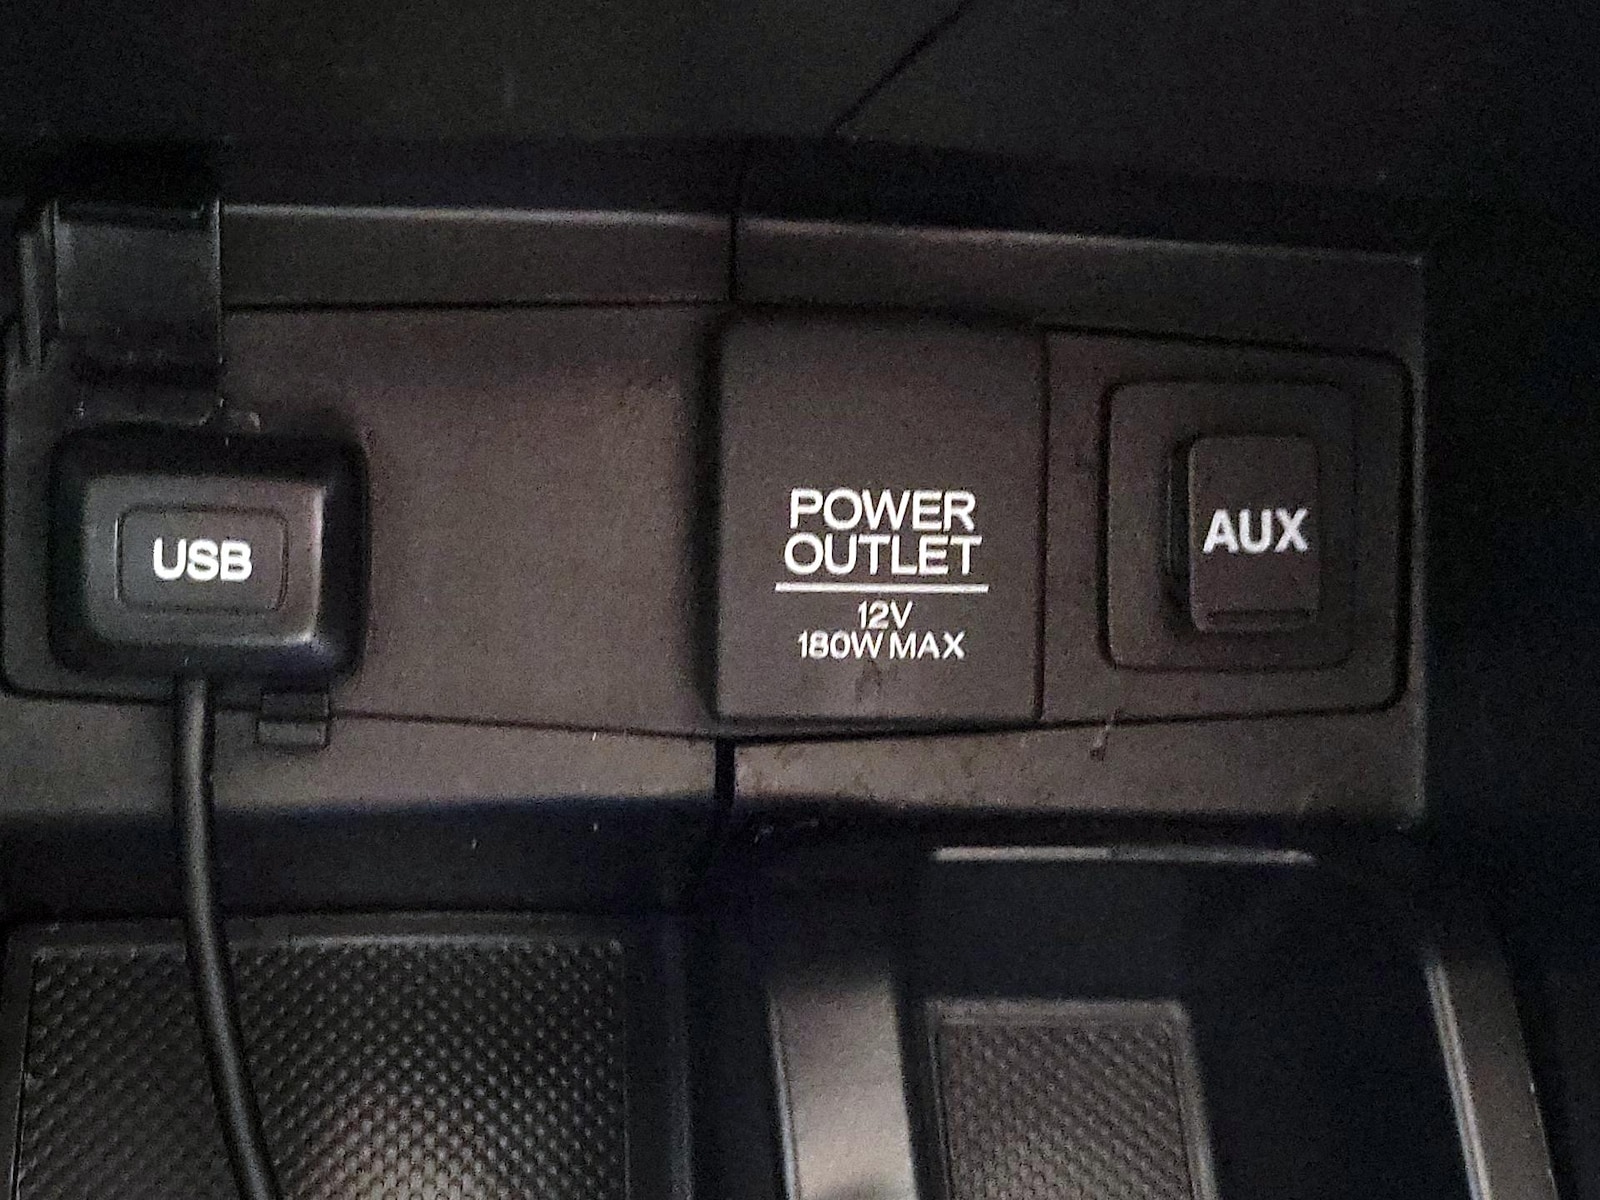 USB
POWER
OUTLET
12V
180W MAX
AUX